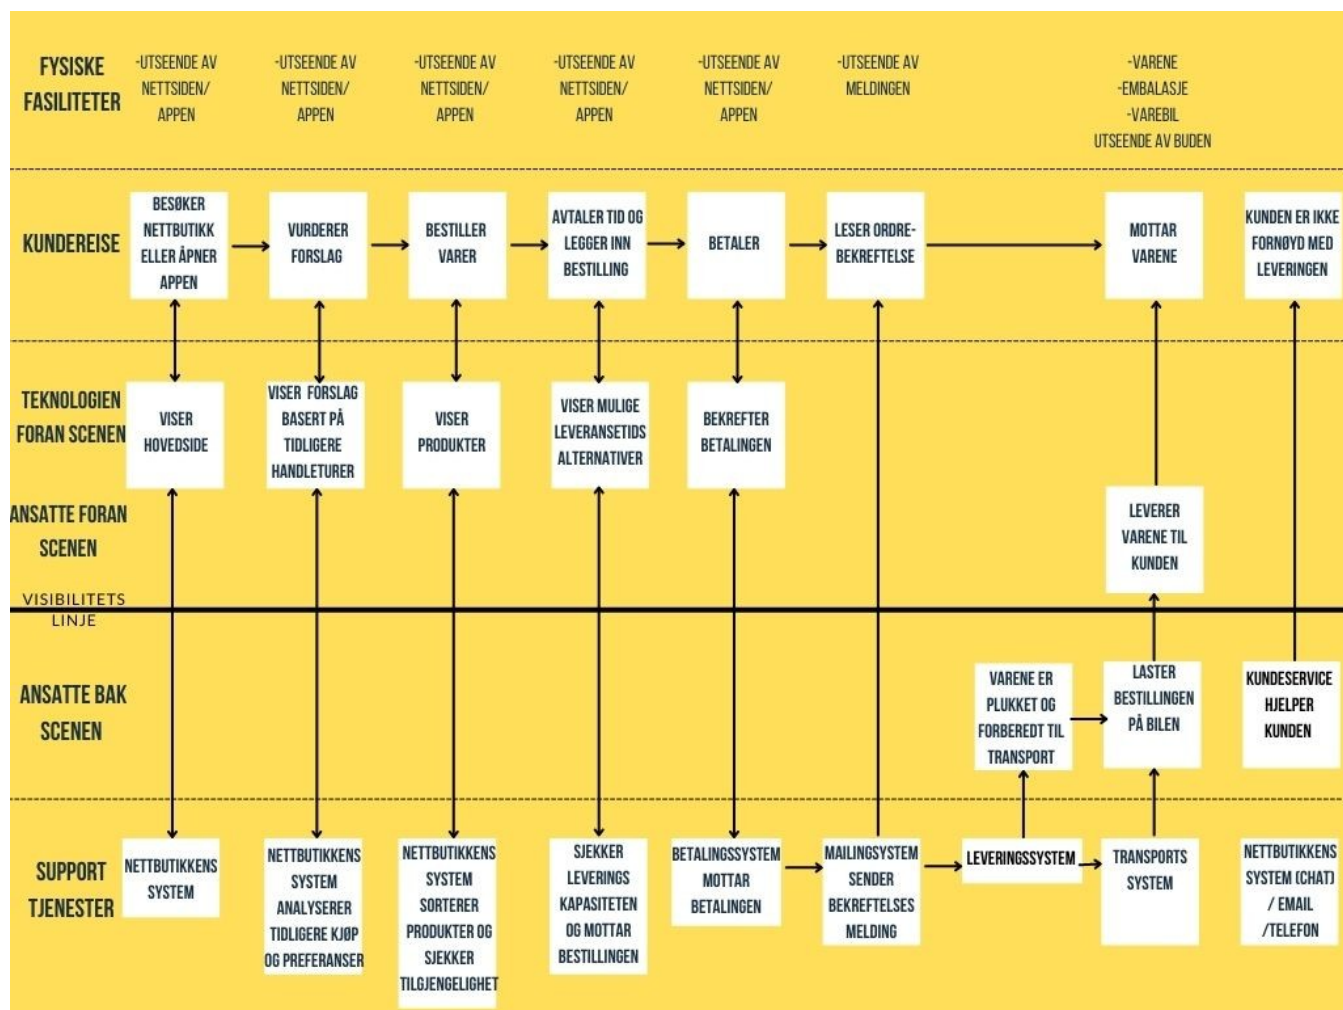 FYSISKE
FASILITETER
-UTSEENDE AV
NETTSIDEN/
APPEN
-UTSEENDE AV
NETTSIDEN/
APPEN
-UTSEENDE AV
NETTSIDEN/
APPEN
-UTSEENDE AV
NETTSIDEN/
APPEN
-UTSEENDE AV
NETTSIDEN/
APPEN
-UTSEENDE AV
MELDINGEN
-VARENE
-EMBALASJE
-VAREBIL
UTSEENDE AV BUDEN
KUNDEREISE
BESØKER
NETTBUTIKK
ELLER ÅPNER
APPEN
VURDERER
FORSLAG
BESTILLER
VARER
AVTALER TID OG
LEGGER INN
BESTILLING
BETALER
LESER ORDRE-
BEKREFTELSE
MOTTAR
VARENE
KUNDEN ER IKKE
FORNØYD MED
LEVERINGEN
TEKNOLOGIEN
FORAN SCENEN
VISER
HOVEDSIDE
VISER FORSLAG
BASERT PÅ
TIDLIGERE
HANDLETURER
VISER
PRODUKTER
VISER MULIGE
LEVERANSETIDS
ALTERNATIVER
BEKREFTER
BETALINGEN
ANSATTE FORAN
SCENEN
LEVERER
VARENE TIL
KUNDEN
VISIBILITETS
LINJE
ANSATTE BAK
SCENEN
VARENE ER
PLUKKET OG
FORBEREDT TIL
TRANSPORT
LASTER
BESTILLINGEN
PÅ BILEN
KUNDESERVICE
HJELPER
KUNDEN
SUPPORT
TJENESTER
NETTBUTIKKENS
SYSTEM
NETTBUTIKKENS
SYSTEM
ANALYSERER
TIDLIGERE KJØP
OG PREFERANSER
NETTBUTIKKENS
SYSTEM
SORTERER
PRODUKTER OG
SJEKKER
TILGJENGELIGHET
SJEKKER
LEVERINGS
KAPASITETEN
OG MOTTAR
BESTILLINGEN
BETALINGSSYSTEM
MOTTAR
BETALINGEN
MAILINGSYSTEM
SENDER
BEKREFTELSES
MELDING
LEVERINGSSYSTEM
TRANSPORTS
SYSTEM
NETTBUTIKKENS
SYSTEM (CHAT)
/ EMAIL
/TELEFON